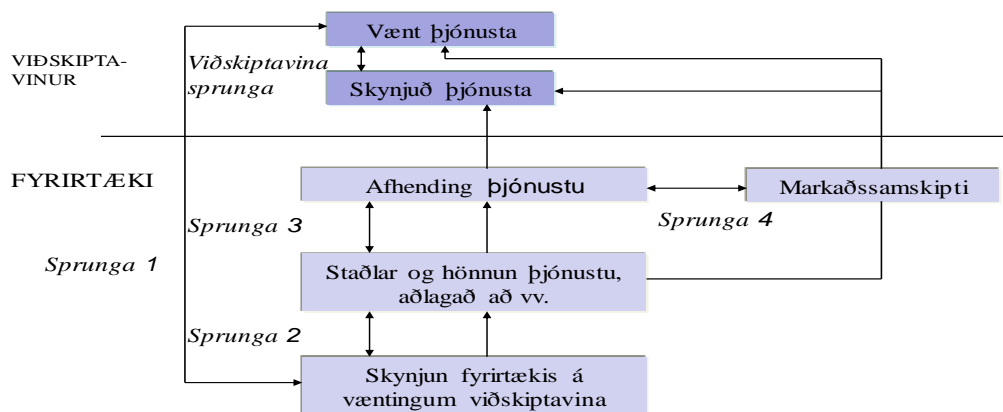 Vænt þjónusta
VIÐSKIPTA-
VINUR
Viðskiptavina
sprunga
Skynjuð þjónusta
FYRIRTÆKI
Afhending þjónustu
Markaðssamskipti
Sprunga 3
Sprunga 4
Sprunga 1
Staðlar og hönnun þjónustu,
aðlagað að vv.
Sprunga 2
Skynjun fyrirtækis á
væntingum viðskiptavina